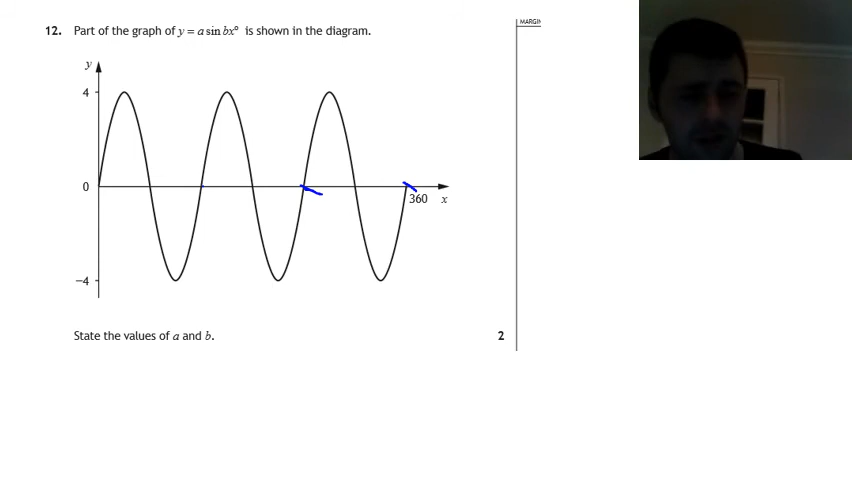 MARGIN
12. Part of the graph of y = a sin bx° is shown in the diagram.
y
4
0
360 x
−4
State the values of a and b. 2